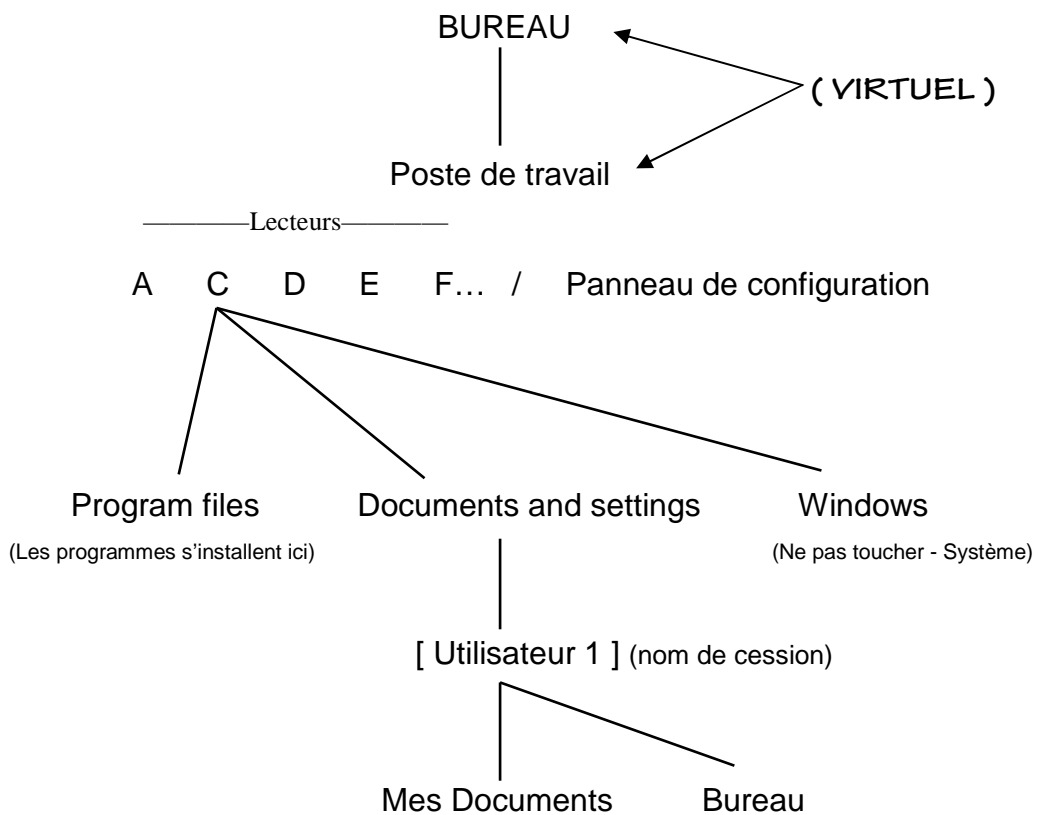 BUREAU
( VIRTUEL )
Poste de travail
Lecteurs
A C D E F… / Panneau de configuration
Program files Documents and settings Windows
(Les programmes s’installent ici) (Ne pas toucher - Système)
[ Utilisateur 1 ] (nom de cession)
Mes Documents Bureau